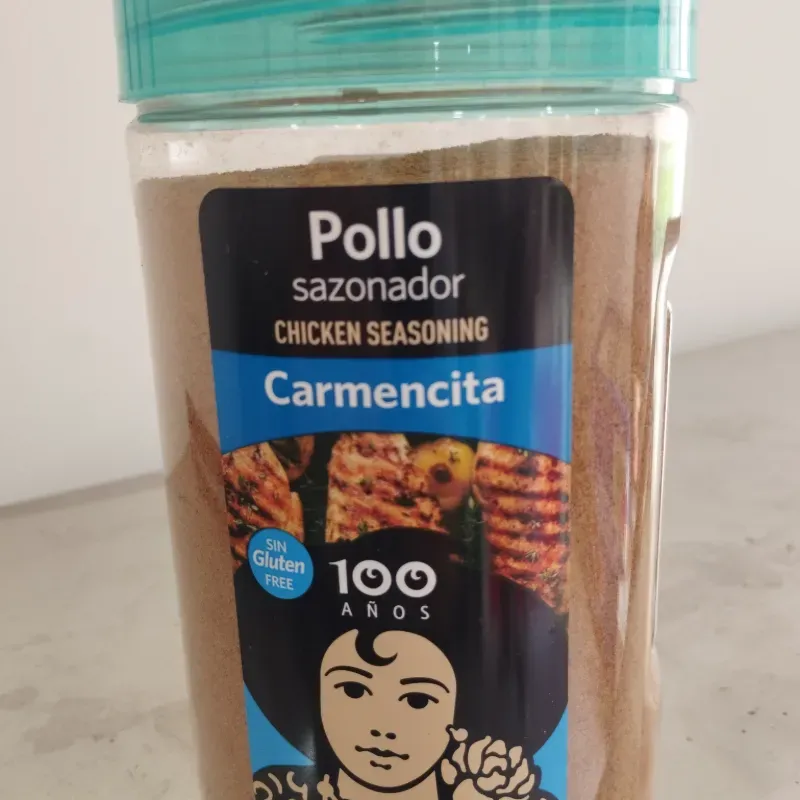 Pollo
sazonador
CHICKEN SEASONING
Carmencita
SIN
Gluten
FREE
100
AÑOS